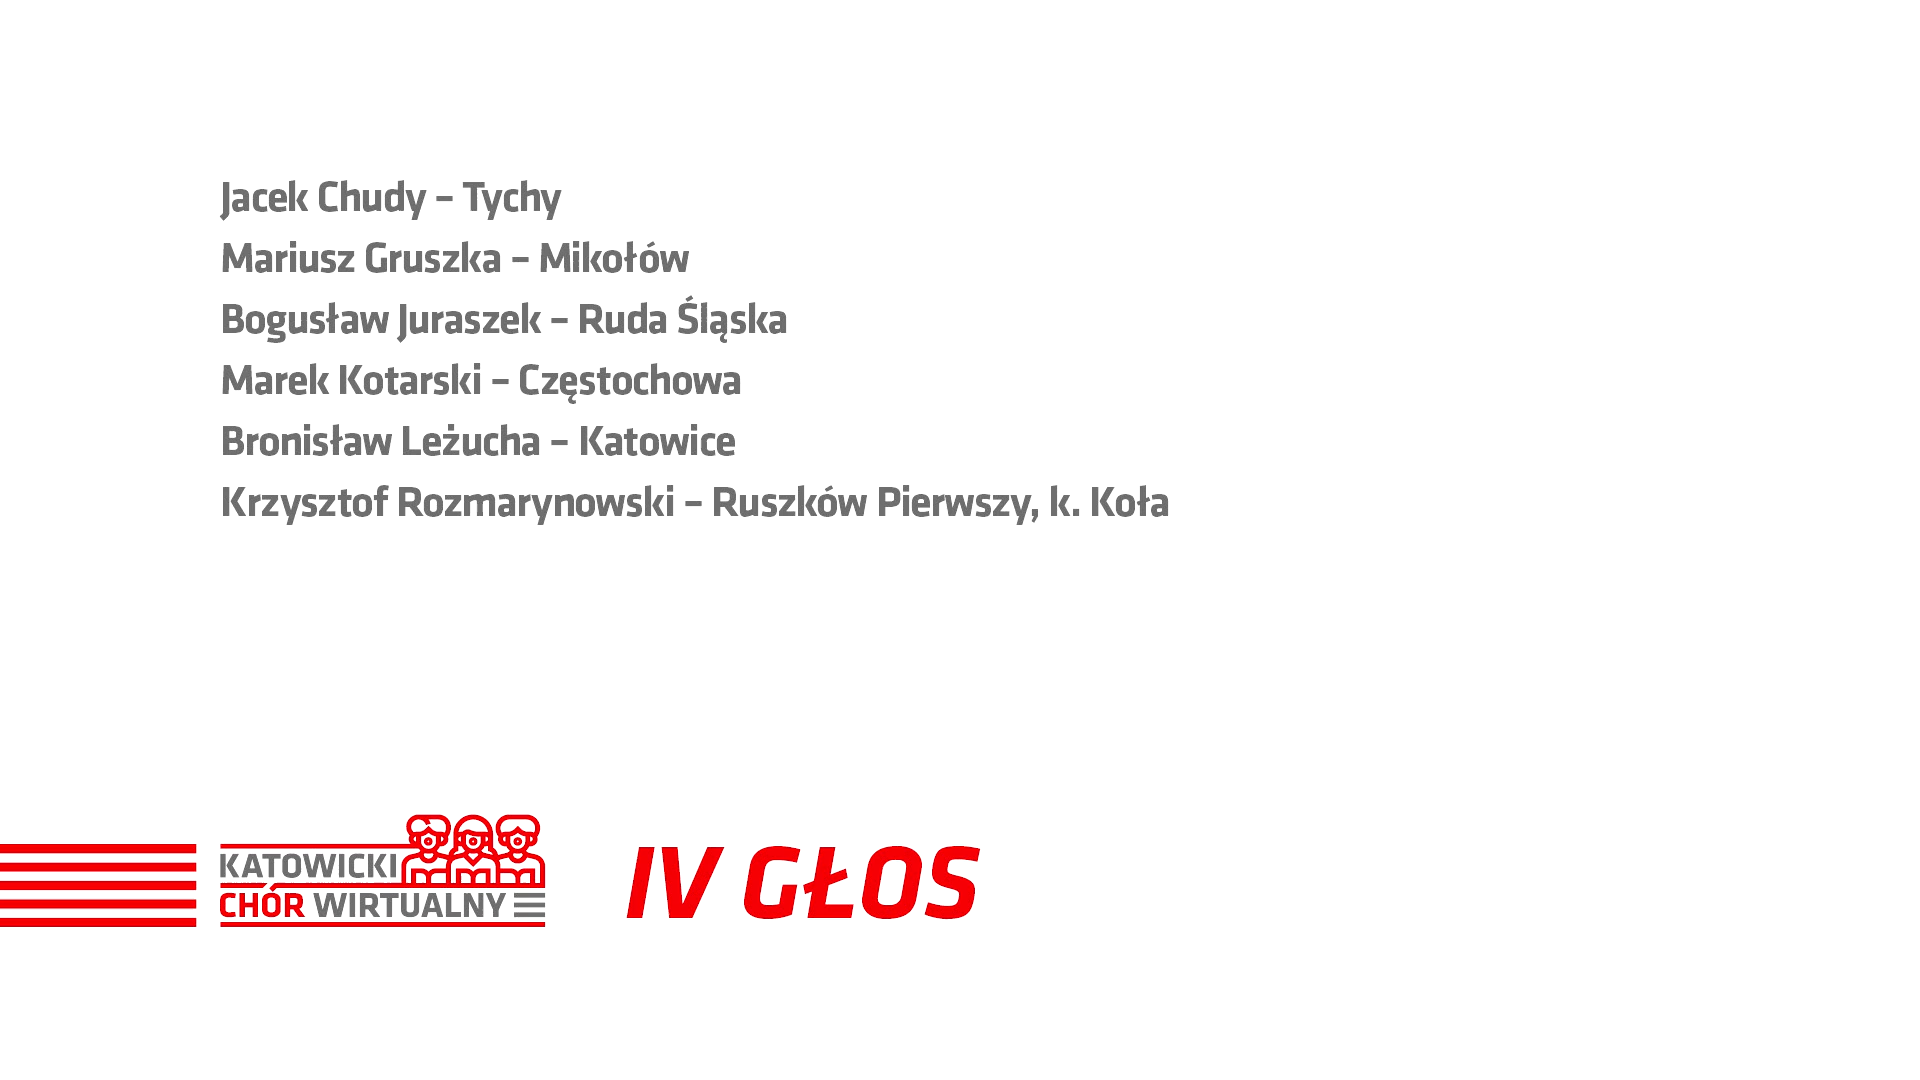 Jacek Chudy – Tychy
Mariusz Gruszka – Mikołów
Bogusław Juraszek – Ruda Śląska
Marek Kotarski – Częstochowa
Bronisław Leżucha – Katowice
Krzysztof Rozmarynowski – Ruszków Pierwszy, k. Koła
KATOWICKI
CHÓR WIRTUALNY
IV GŁOS